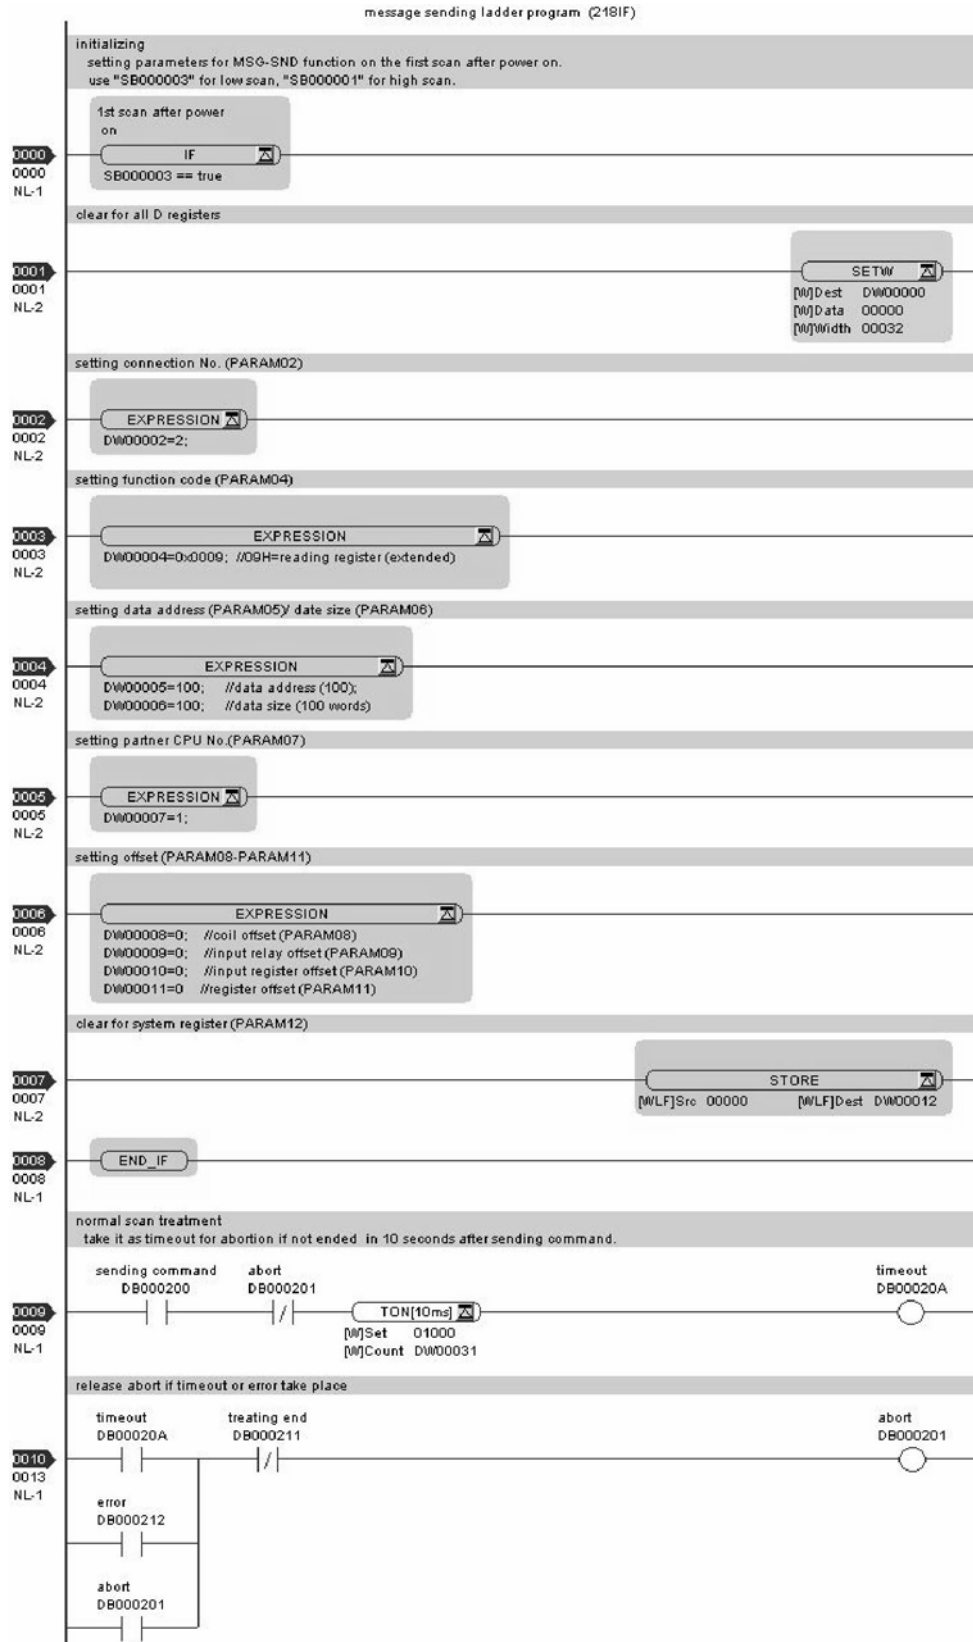 message sending ladder program (218IF)
initializing
setting parameters for MSG-SND function on the first scan after power on.
use "SB000003" for low scan, "SB000001" for high scan.
1st scan after power
on
0000
IF
0000
SB000003 == true
NL-1
clear for all D registers
0001
SETW
0001
[W]Dest DW00000
NL-2
[W]Data 00000
[W]Width 00032
setting connection No. (PARAM02)
0002
EXPRESSION
0002
DW00002=2;
NL-2
setting function code (PARAM04)
0003
EXPRESSION
0003
DW00004=0x0009; //09H=reading register (extended)
NL-2
setting data address (PARAM05)/ date size (PARAM06)
0004
EXPRESSION
0004
DW00005=100; //data address (100);
NL-2
DW00006=100; //data size (100 words)
setting partner CPU No.(PARAM07)
0005
EXPRESSION
0005
DW00007=1;
NL-2
setting offset (PARAM08-PARAM11)
0006
EXPRESSION
0006
DW00008=0; //coil offset (PARAM08)
NL-2
DW00009=0; //input relay offset (PARAM09)
DW00010=0; //input register offset (PARAM10)
DW00011=0 //register offset (PARAM11)
clear for system register (PARAM12)
0007
STORE
0007
[WLF]Src 00000 [WLF]Dest DW00012
NL-2
0008
END_IF
0008
NL-1
normal scan treatment
take it as timeout for abortion if not ended in 10 seconds after sending command.
sending command abort timeout
DB000200 DB000201 DB00020A
0009
TON[10ms]
0009
[W]Set 01000
NL-1
[W]Count DW00031
release abort if timeout or error take place
timeout treating end abort
DB00020A DB000211 DB000201
0010
0013
NL-1
error
DB000212
abort
DB000201